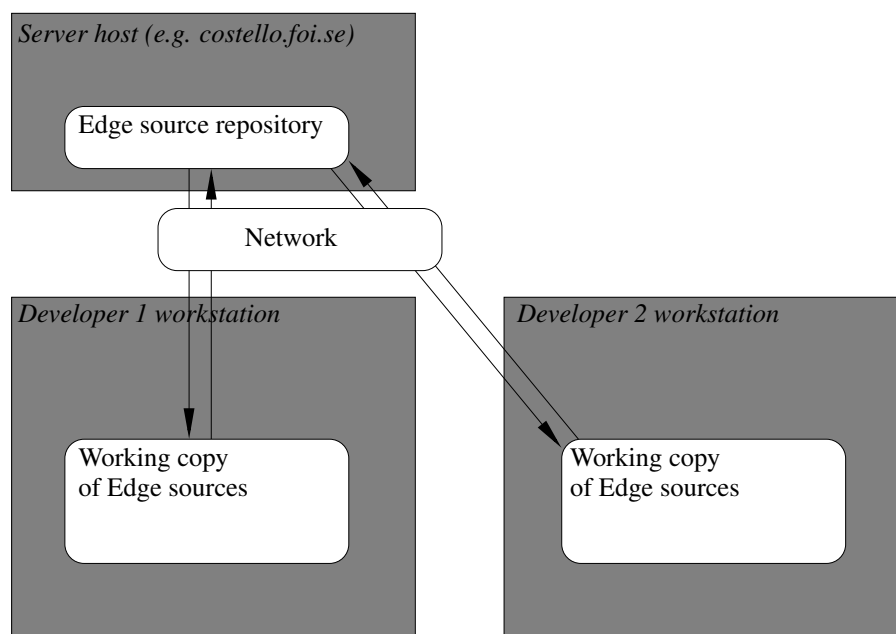 Server host (e.g. costello.foi.se)
Edge source repository
Network
Developer 1 workstation
Developer 2 workstation
Working copy
of Edge sources
Working copy
of Edge sources